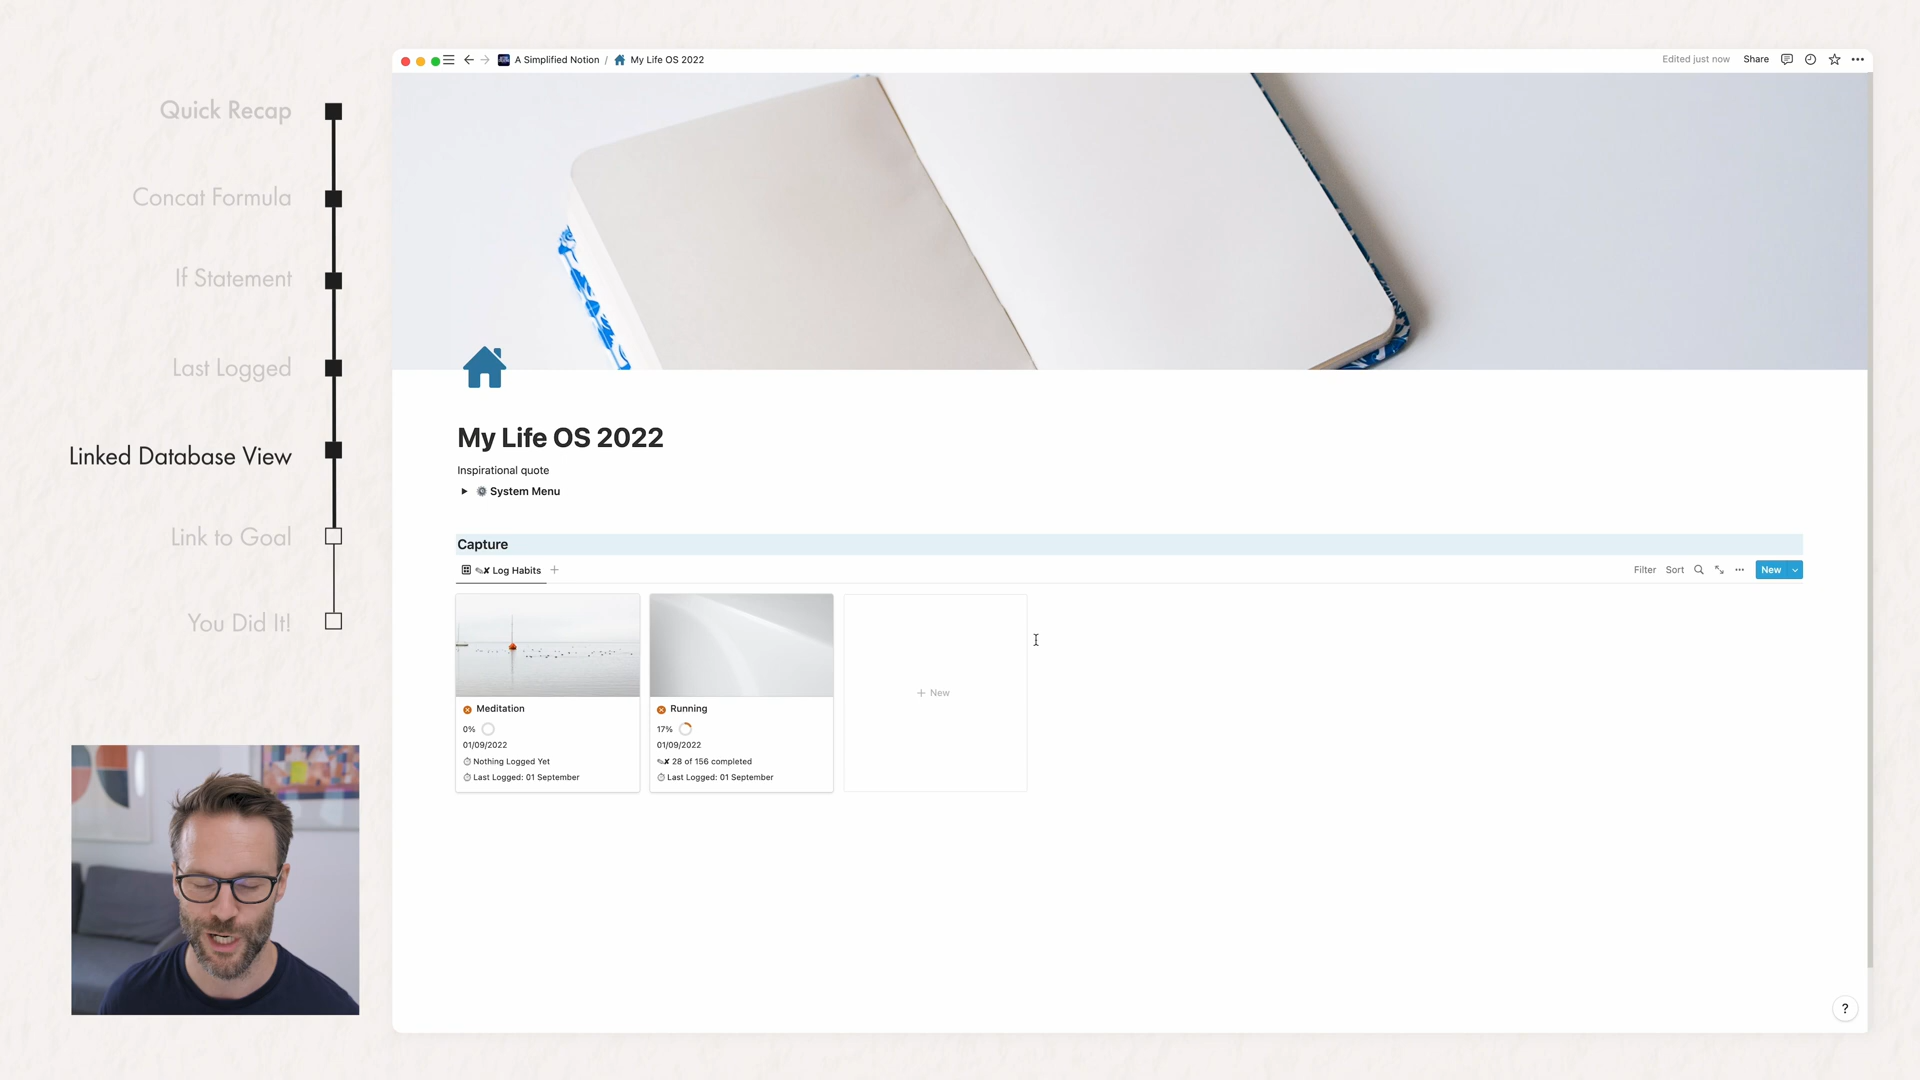 Quick Recap
Concat Formula
If Statement
Last Logged
Linked Database View
Link to Goal
You Did It!
A Simplified Notion / My Life OS 2022
Edited just now Share
My Life OS 2022
Inspirational quote
System Menu
Capture
Log Habits
Filter Sort New
Meditation
0%
01/09/2022
Nothing Logged Yet
Last Logged: 01 September
Running
17%
01/09/2022
28 of 156 completed
Last Logged: 01 September
+ New
?